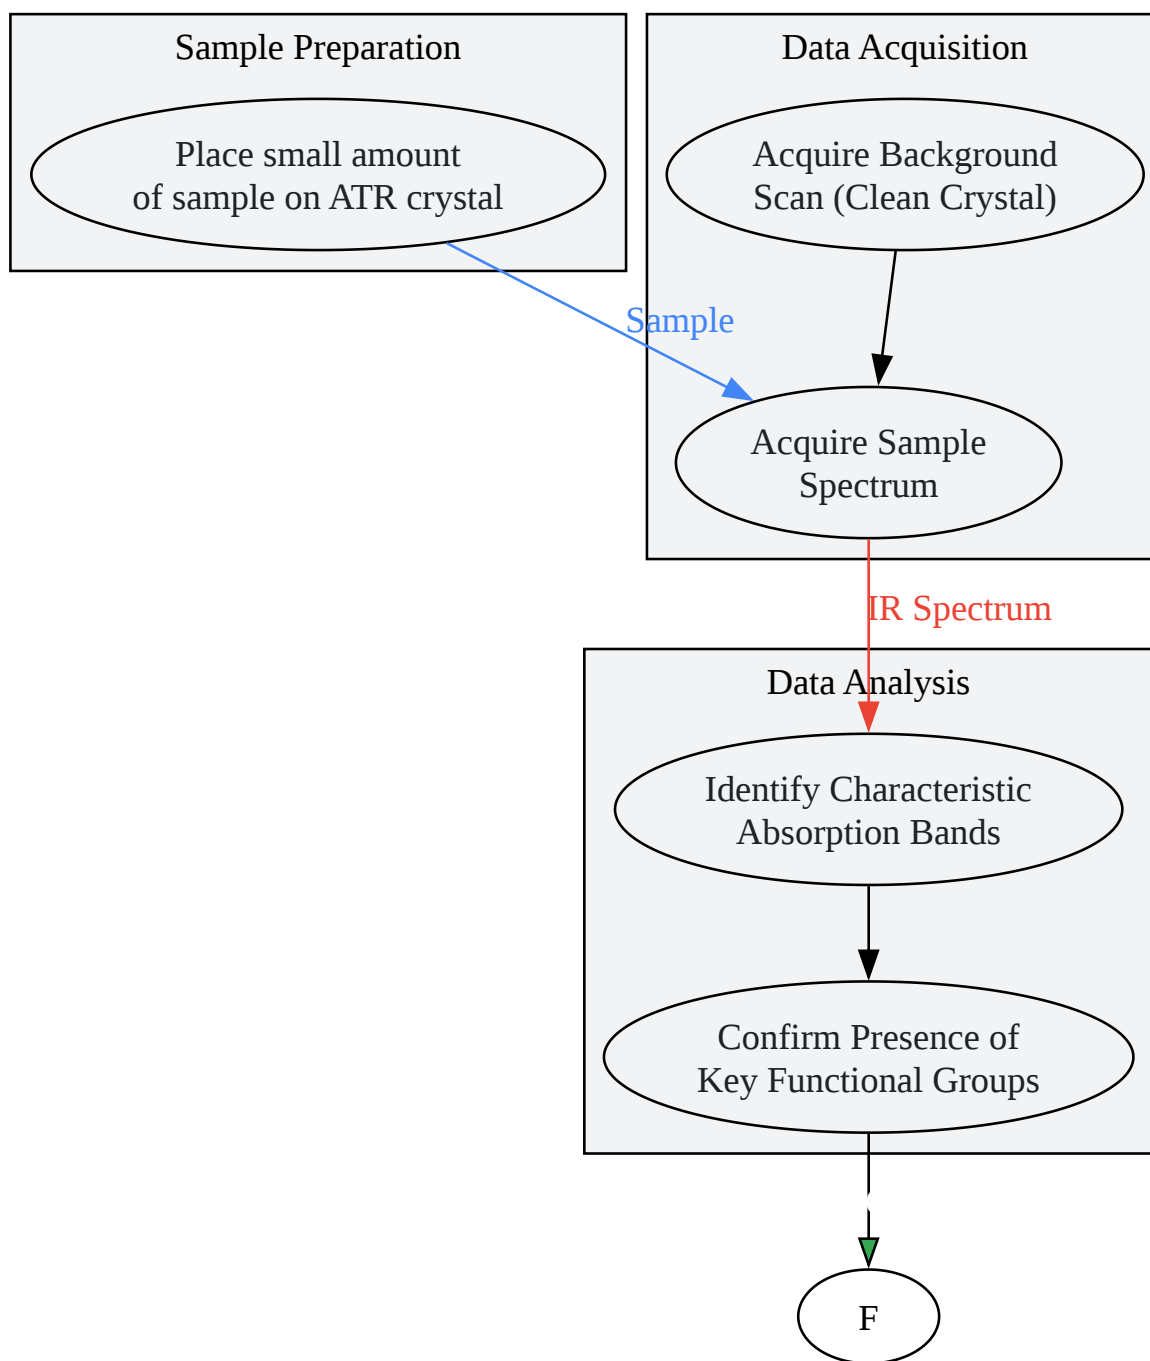 Sample Preparation
Place small amount
of sample on ATR crystal
Data Acquisition
Acquire Background
Scan (Clean Crystal)
Sample
Acquire Sample
Spectrum
IR Spectrum
Data Analysis
Identify Characteristic
Absorption Bands
Confirm Presence of
Key Functional Groups
F